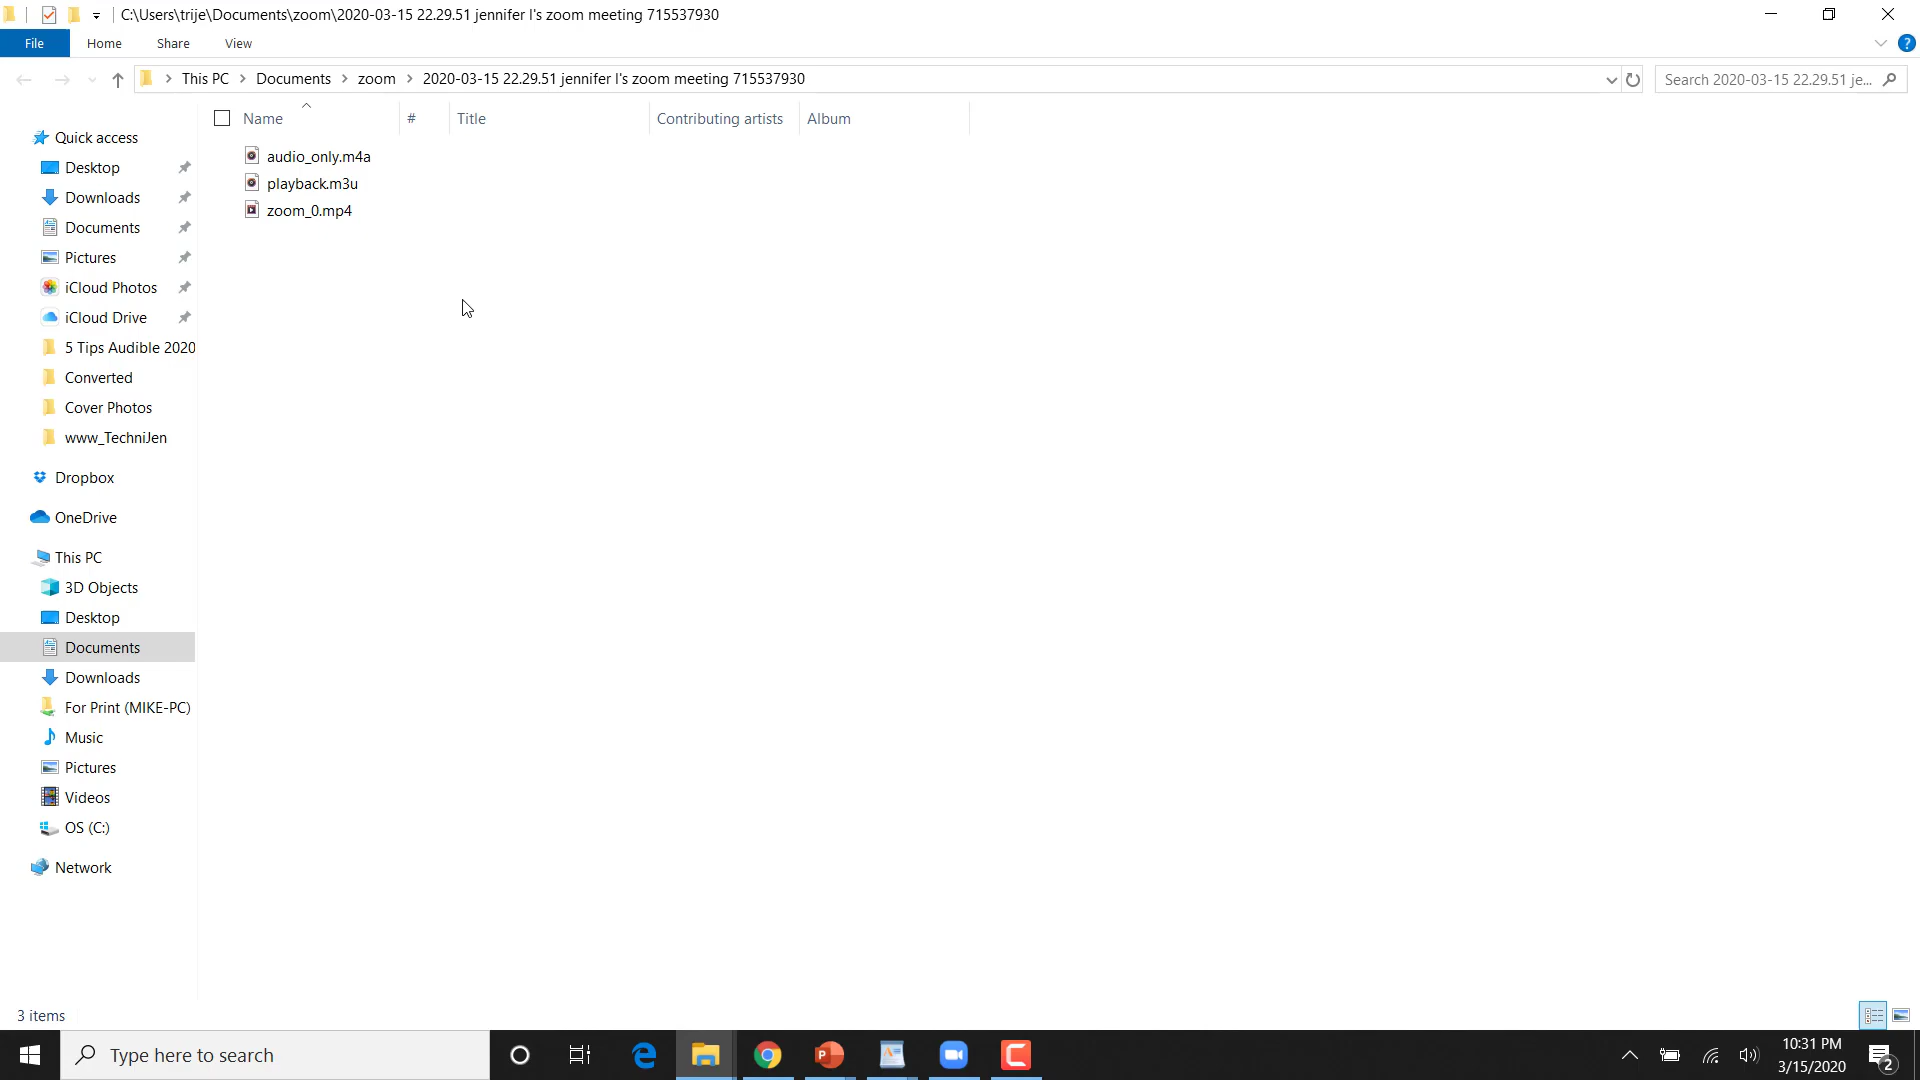 C:\Users\trije\Documents\zoom\2020-03-15 22.29.51 jennifer l's zoom meeting 715537930
File Home Share View
This PC Documents zoom 2020-03-15 22.29.51 jennifer l's zoom meeting 715537930
Search 2020-03-15 22.29.51 je...
Name # Title Contributing artists Album
audio_only.m4a
playback.m3u
zoom_0.mp4
Quick access
Desktop
Downloads
Documents
Pictures
iCloud Photos
iCloud Drive
5 Tips Audible 2020
Converted
Cover Photos
www_TechniJen
Dropbox
OneDrive
This PC
3D Objects
Desktop
Documents
Downloads
For Print (MIKE-PC)
Music
Pictures
Videos
OS (C:)
Network
3 items
Type here to search
10:31 PM
3/15/2020
2